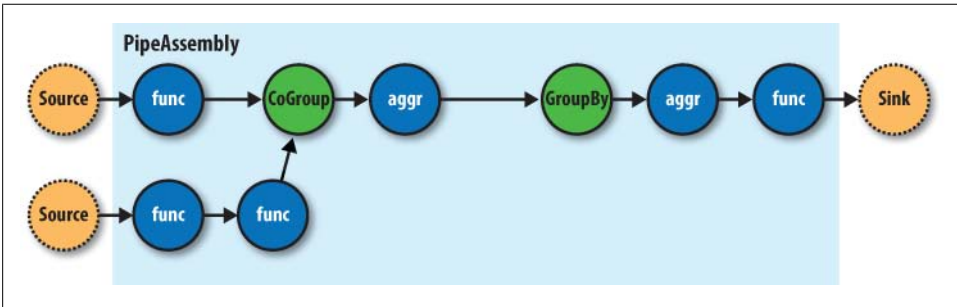 PipeAssembly
Source func CoGroup aggr GroupBy aggr func Sink
Source func func